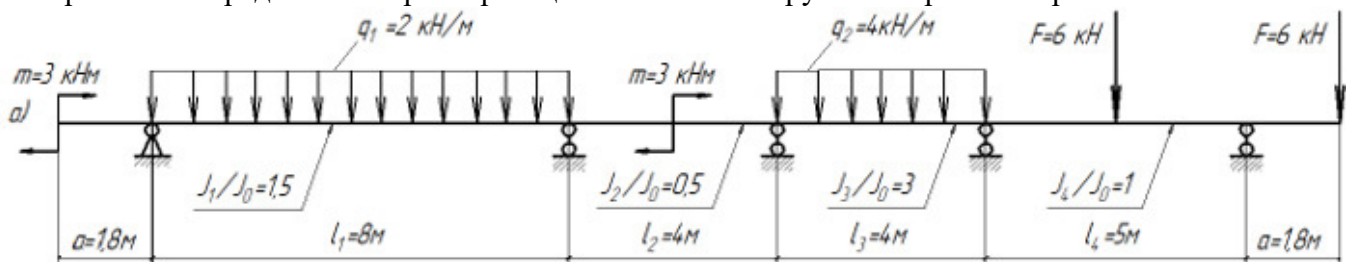 q₁ =2 кН/м
q₂ =4кН/м
F=6 кН
F=6 кН
m=3 кНм
m=3 кНм
а)
J₁/J₀=1,5
J₂/J₀=0,5
J₃/J₀=3
J₄/J₀=1
a=1,8м
l₁=8м
l₂=4м
l₃=4м
l₄=5м
a=1,8м